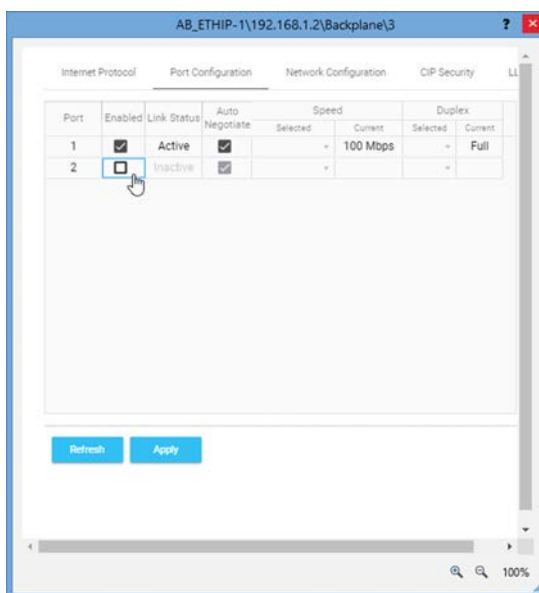 AB_ETHIP-1\192.168.1.2\Backplane\3 ?
Internet Protocol Port Configuration Network Configuration CIP Security LL
Port Enabled Link Status Auto Negotiate Speed Duplex
Selected Current Selected Current
1 Active 100 Mbps Full
2 Inactive
Refresh Apply
100%